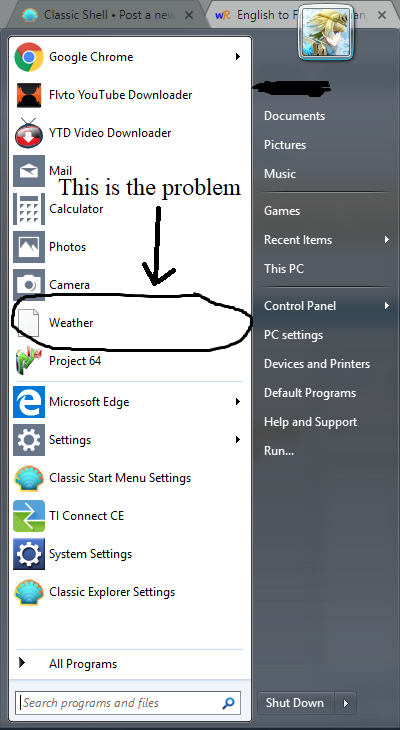 Classic Shell • Post a new
English to F
Google Chrome
Flvto YouTube Downloader
YTD Video Downloader
Mail
This is the problem
Calculator
Photos
Camera
Weather
Project 64
Microsoft Edge
Settings
Classic Start Menu Settings
TI Connect CE
System Settings
Classic Explorer Settings
All Programs
Search programs and files
Documents
Pictures
Music
Games
Recent Items
This PC
Control Panel
PC settings
Devices and Printers
Default Programs
Help and Support
Run...
Shut Down